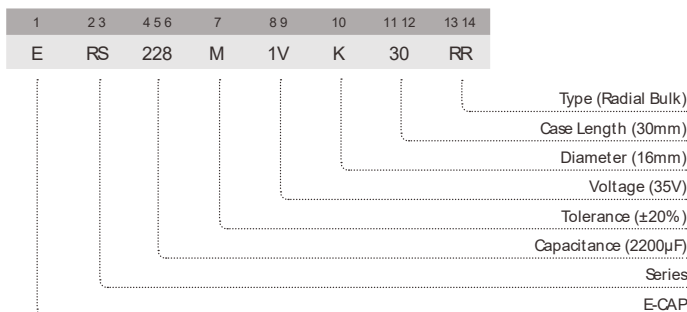 1 2 3 4 5 6 7 8 9 10 11 12 13 14
E RS 228 M 1V K 30 RR
Type (Radial Bulk)
Case Length (30mm)
Diameter (16mm)
Voltage (35V)
Tolerance (±20%)
Capacitance (2200µF)
Series
E-CAP